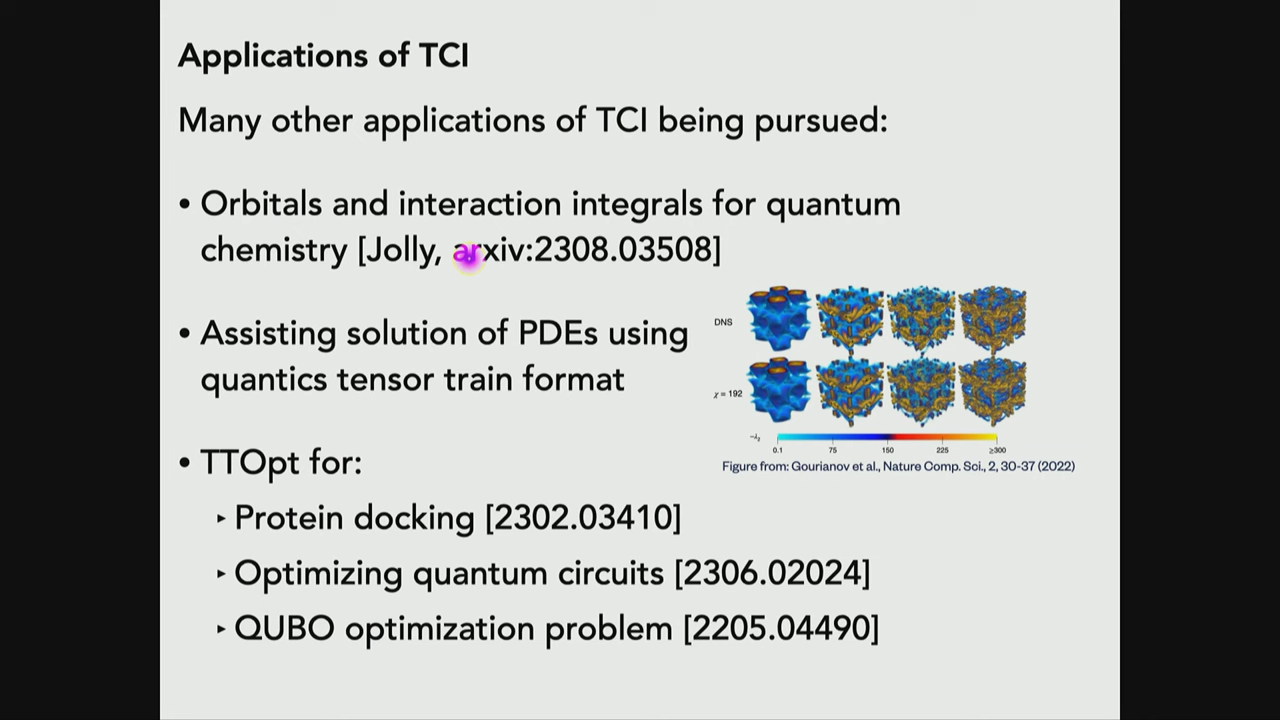 Applications of TCI
Many other applications of TCI being pursued:
• Orbitals and interaction integrals for quantum
chemistry [Jolly, arxiv:2308.03508]
• Assisting solution of PDEs using
quantics tensor train format
DNS
χ = 192
−λ₂
0.1 75 150 225 ≥300
Figure from: Gourianov et al., Nature Comp. Sci., 2, 30-37 (2022)
• TTOpt for:
‣ Protein docking [2302.03410]
‣ Optimizing quantum circuits [2306.02024]
‣ QUBO optimization problem [2205.04490]